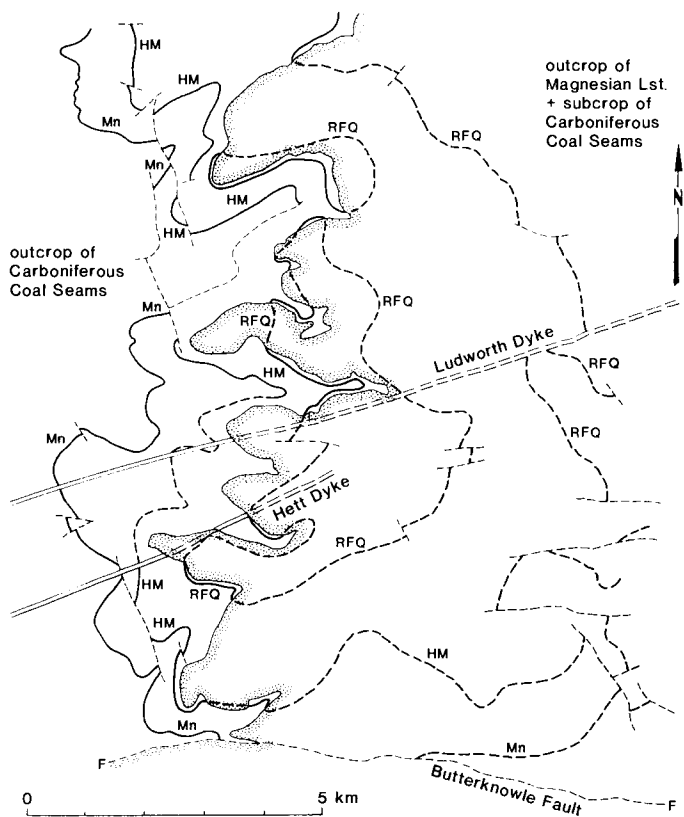 HM
HM
outcrop of
Magnesian Lst.
+ subcrop of
Carboniferous
Coal Seams
Mn
RFQ
RFQ
Mn
N
HM
HM
outcrop of
Carboniferous
Coal Seams
Mn
RFQ
RFQ
Ludworth Dyke
RFQ
HM
Mn
RFQ
Hett Dyke
RFQ
HM
RFQ
HM
HM
Mn
Mn
F
Butterknowle Fault
F
0
5 km